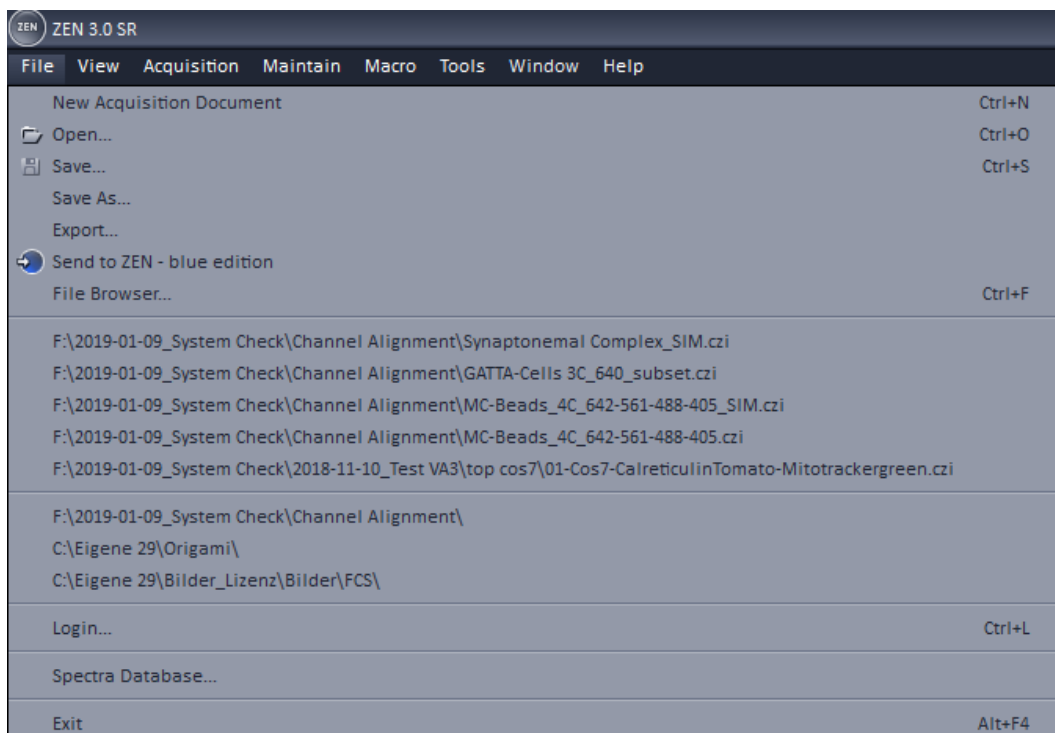 ZEN ZEN 3.0 SR
File View Acquisition Maintain Macro Tools Window Help
New Acquisition Document Ctrl+N
Open... Ctrl+O
Save... Ctrl+S
Save As...
Export...
Send to ZEN - blue edition
File Browser... Ctrl+F
F:\2019-01-09_System Check\Channel Alignment\Synaptonemal Complex_SIM.czi
F:\2019-01-09_System Check\Channel Alignment\GATTA-Cells 3C_640_subset.czi
F:\2019-01-09_System Check\Channel Alignment\MC-Beads_4C_642-561-488-405_SIM.czi
F:\2019-01-09_System Check\Channel Alignment\MC-Beads_4C_642-561-488-405.czi
F:\2019-01-09_System Check\2018-11-10_Test VA3\top cos7\01-Cos7-CalreticulinTomato-Mitotrackergreen.czi
F:\2019-01-09_System Check\Channel Alignment\
C:\Eigene 29\Origami\
C:\Eigene 29\Bilder_Lizenz\Bilder\FCS\
Login... Ctrl+L
Spectra Database...
Exit Alt+F4